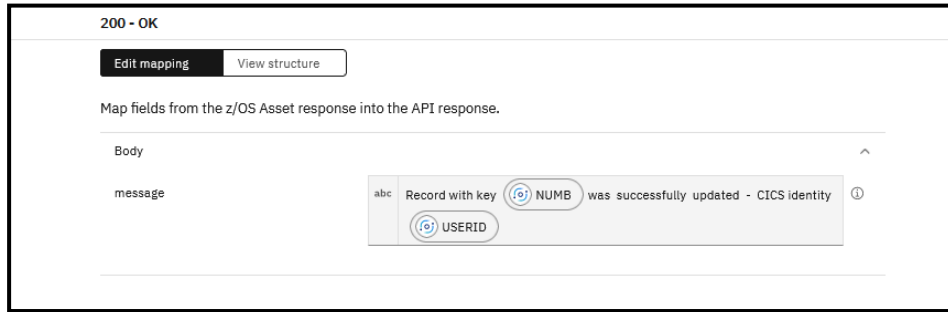 200 - OK
Edit mapping View structure
Map fields from the z/OS Asset response into the API response.
Body
message abc Record with key NUMB was successfully updated - CICS identity
USERID